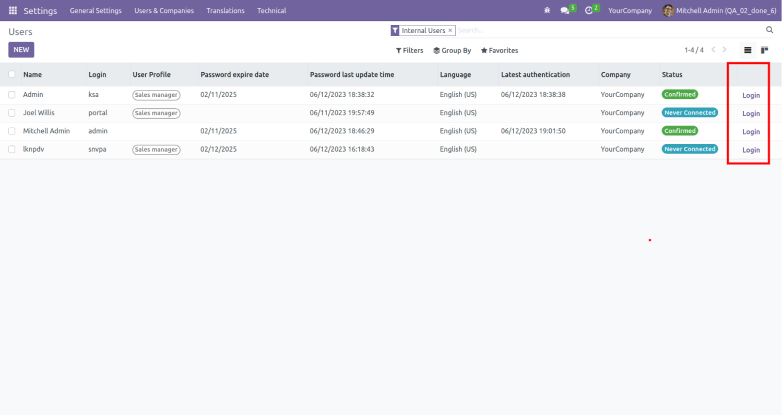 Settings General Settings Users & Companies Translations Technical 5 2 YourCompany Mitchell Admin (QA_02_done_6)
Users Internal Users × Search...
NEW Filters Group By Favorites 1-4 / 4
Name Login User Profile Password expire date Password last update time Language Latest authentication Company Status
Admin ksa Sales manager 02/11/2025 06/12/2023 18:38:32 English (US) 06/12/2023 18:38:38 YourCompany Confirmed Login
Joel Willis portal Sales manager 06/11/2023 19:57:49 English (US) YourCompany Never Connected Login
Mitchell Admin admin 02/11/2025 06/12/2023 18:46:29 English (US) 06/12/2023 19:01:50 YourCompany Confirmed Login
lknpdv snvpa Sales manager 02/12/2025 06/12/2023 16:18:43 English (US) YourCompany Never Connected Login